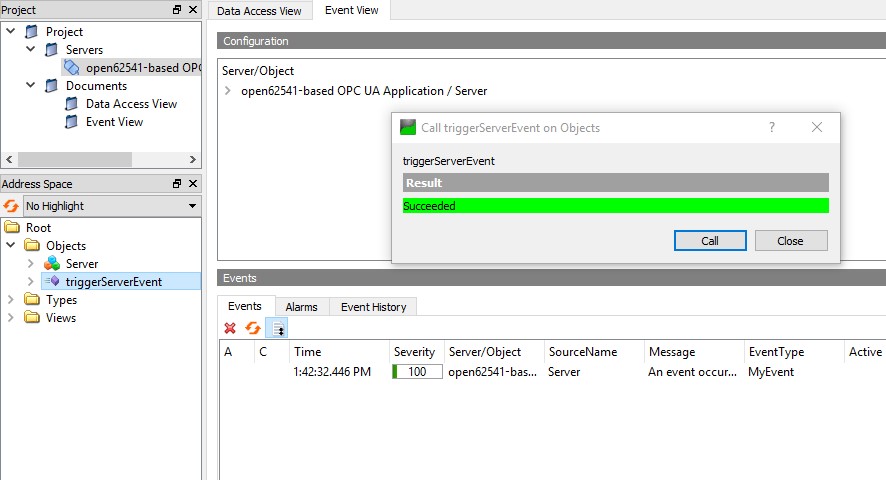 Project
Project
Servers
open62541-based OPC
Documents
Data Access View
Event View
Address Space
No Highlight
Root
Objects
Server
triggerServerEvent
Types
Views
Data Access View
Event View
Configuration
Server/Object
open62541-based OPC UA Application / Server
Call triggerServerEvent on Objects
triggerServerEvent
Result
Succeeded
Call
Close
Events
Events
Alarms
Event History
A C Time Severity Server/Object SourceName Message EventType Active
1:42:32.446 PM 100 open62541-bas... Server An event occur... MyEvent